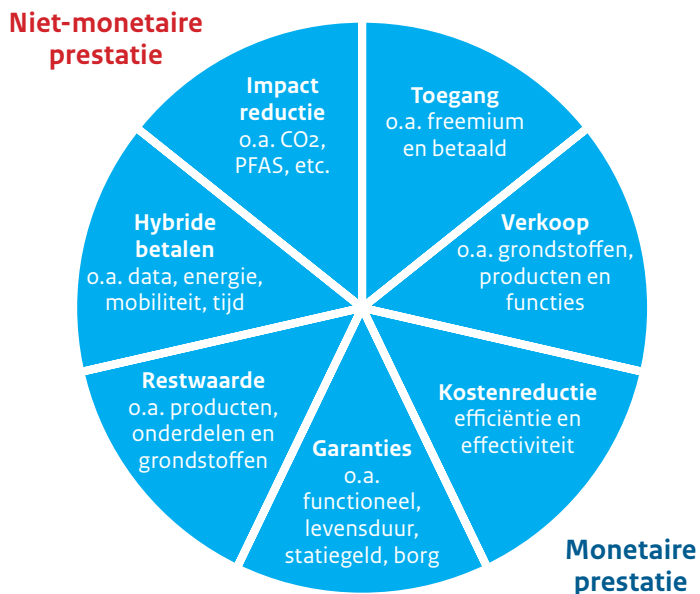 Niet-monetaire
prestatie
Impact
reductie
o.a. CO2,
PFAS, etc.
Toegang
o.a. freemium
en betaald
Hybride
betalen
o.a. data, energie,
mobiliteit, tijd
Verkoop
o.a. grondstoffen,
producten en
functies
Restwaarde
o.a. producten,
onderdelen en
grondstoffen
Kostenreductie
efficiëntie en
effectiviteit
Garanties
o.a.
functioneel,
levensduur,
statiegeld, borg
Monetaire
prestatie